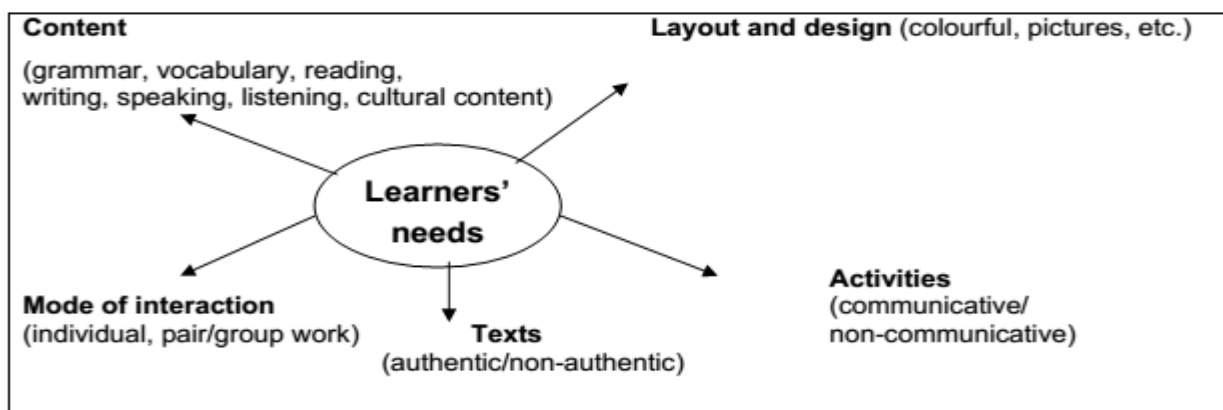 Content
Layout and design (colourful, pictures, etc.)
(grammar, vocabulary, reading,
writing, speaking, listening, cultural content)
Learners’
needs
Mode of interaction
(individual, pair/group work)
Texts
(authentic/non-authentic)
Activities
(communicative/
non-communicative)